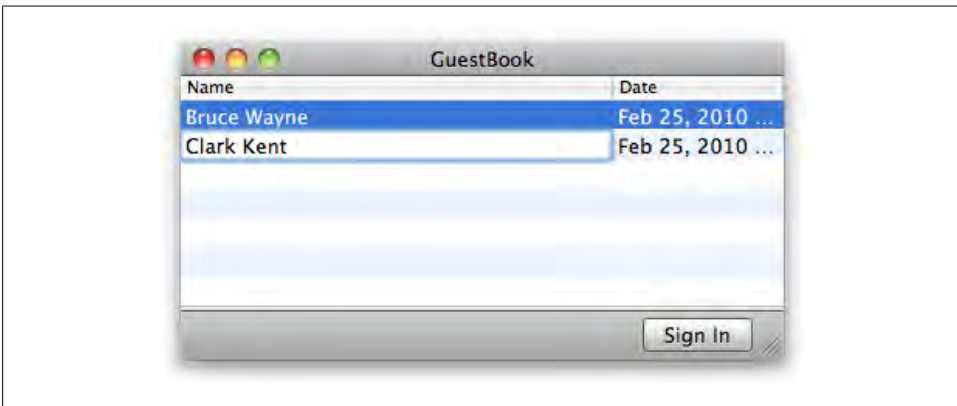 GuestBook
Name Date
Bruce Wayne Feb 25, 2010 ...
Clark Kent Feb 25, 2010 ...
Sign In